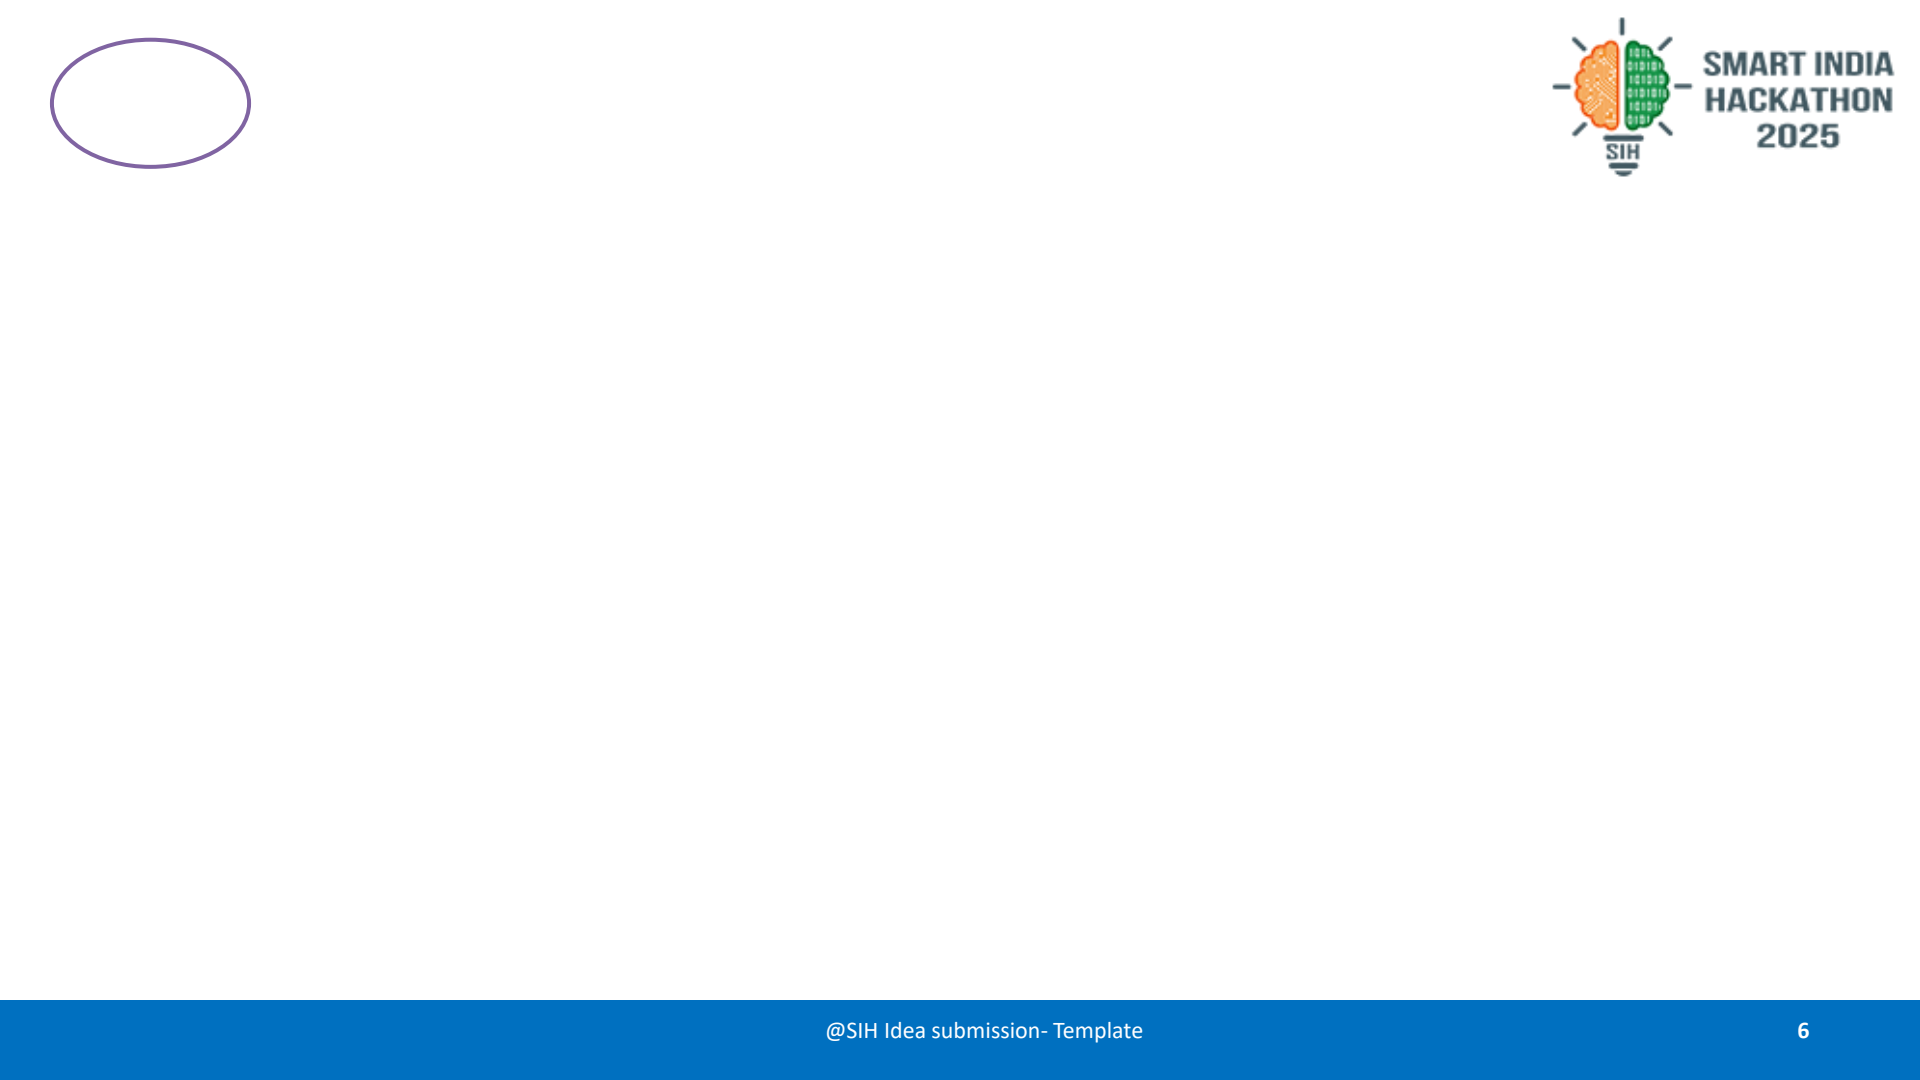 SMART INDIA
HACKATHON
2025
SIH
@SIH Idea submission- Template
6